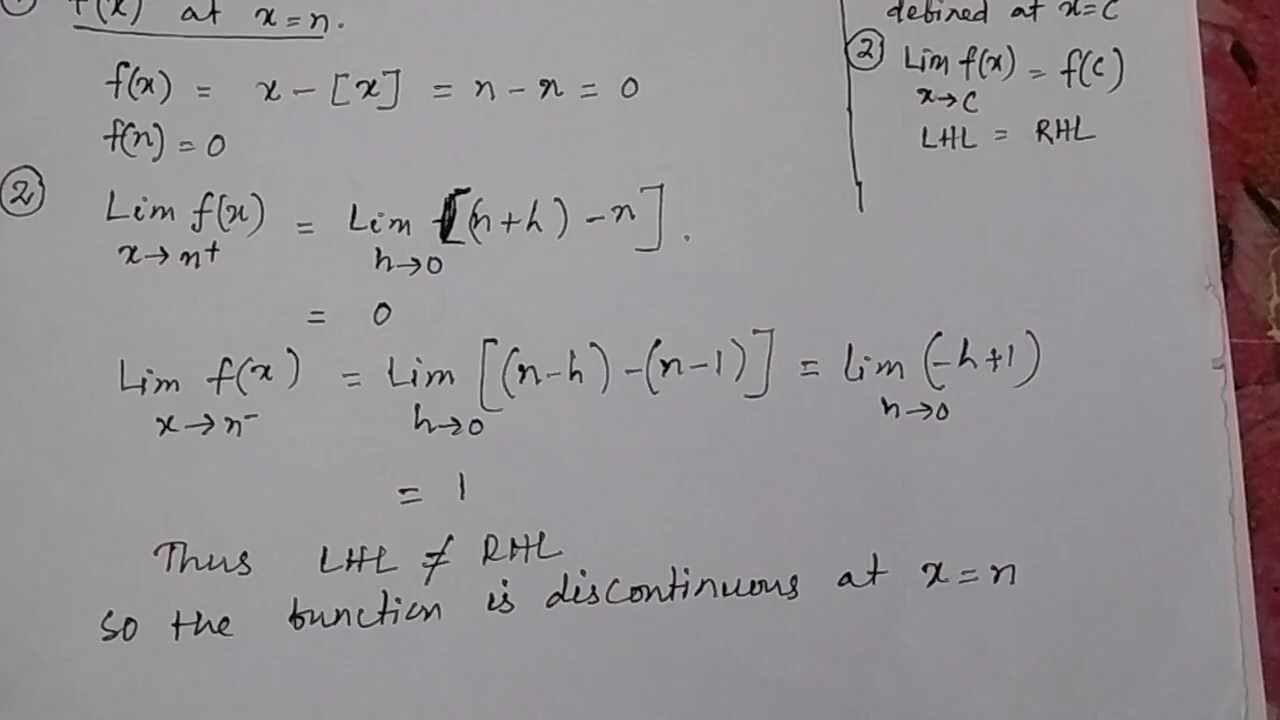 ① f(x) at x=n.
f(x) = x - [x] = n - n = 0
f(n) = 0
② Lim f(x) = Lim [(n+h) - n].
x→n+ h→0
= 0
Lim f(x) = Lim [(n-h) - (n-1)] = lim (-h+1)
x→n- h→0 h→0
= 1
Thus LHL ≠ RHL
so the function is discontinuous at x=n
defined at x=c
② Lim f(x) = f(c)
x→c
LHL = RHL